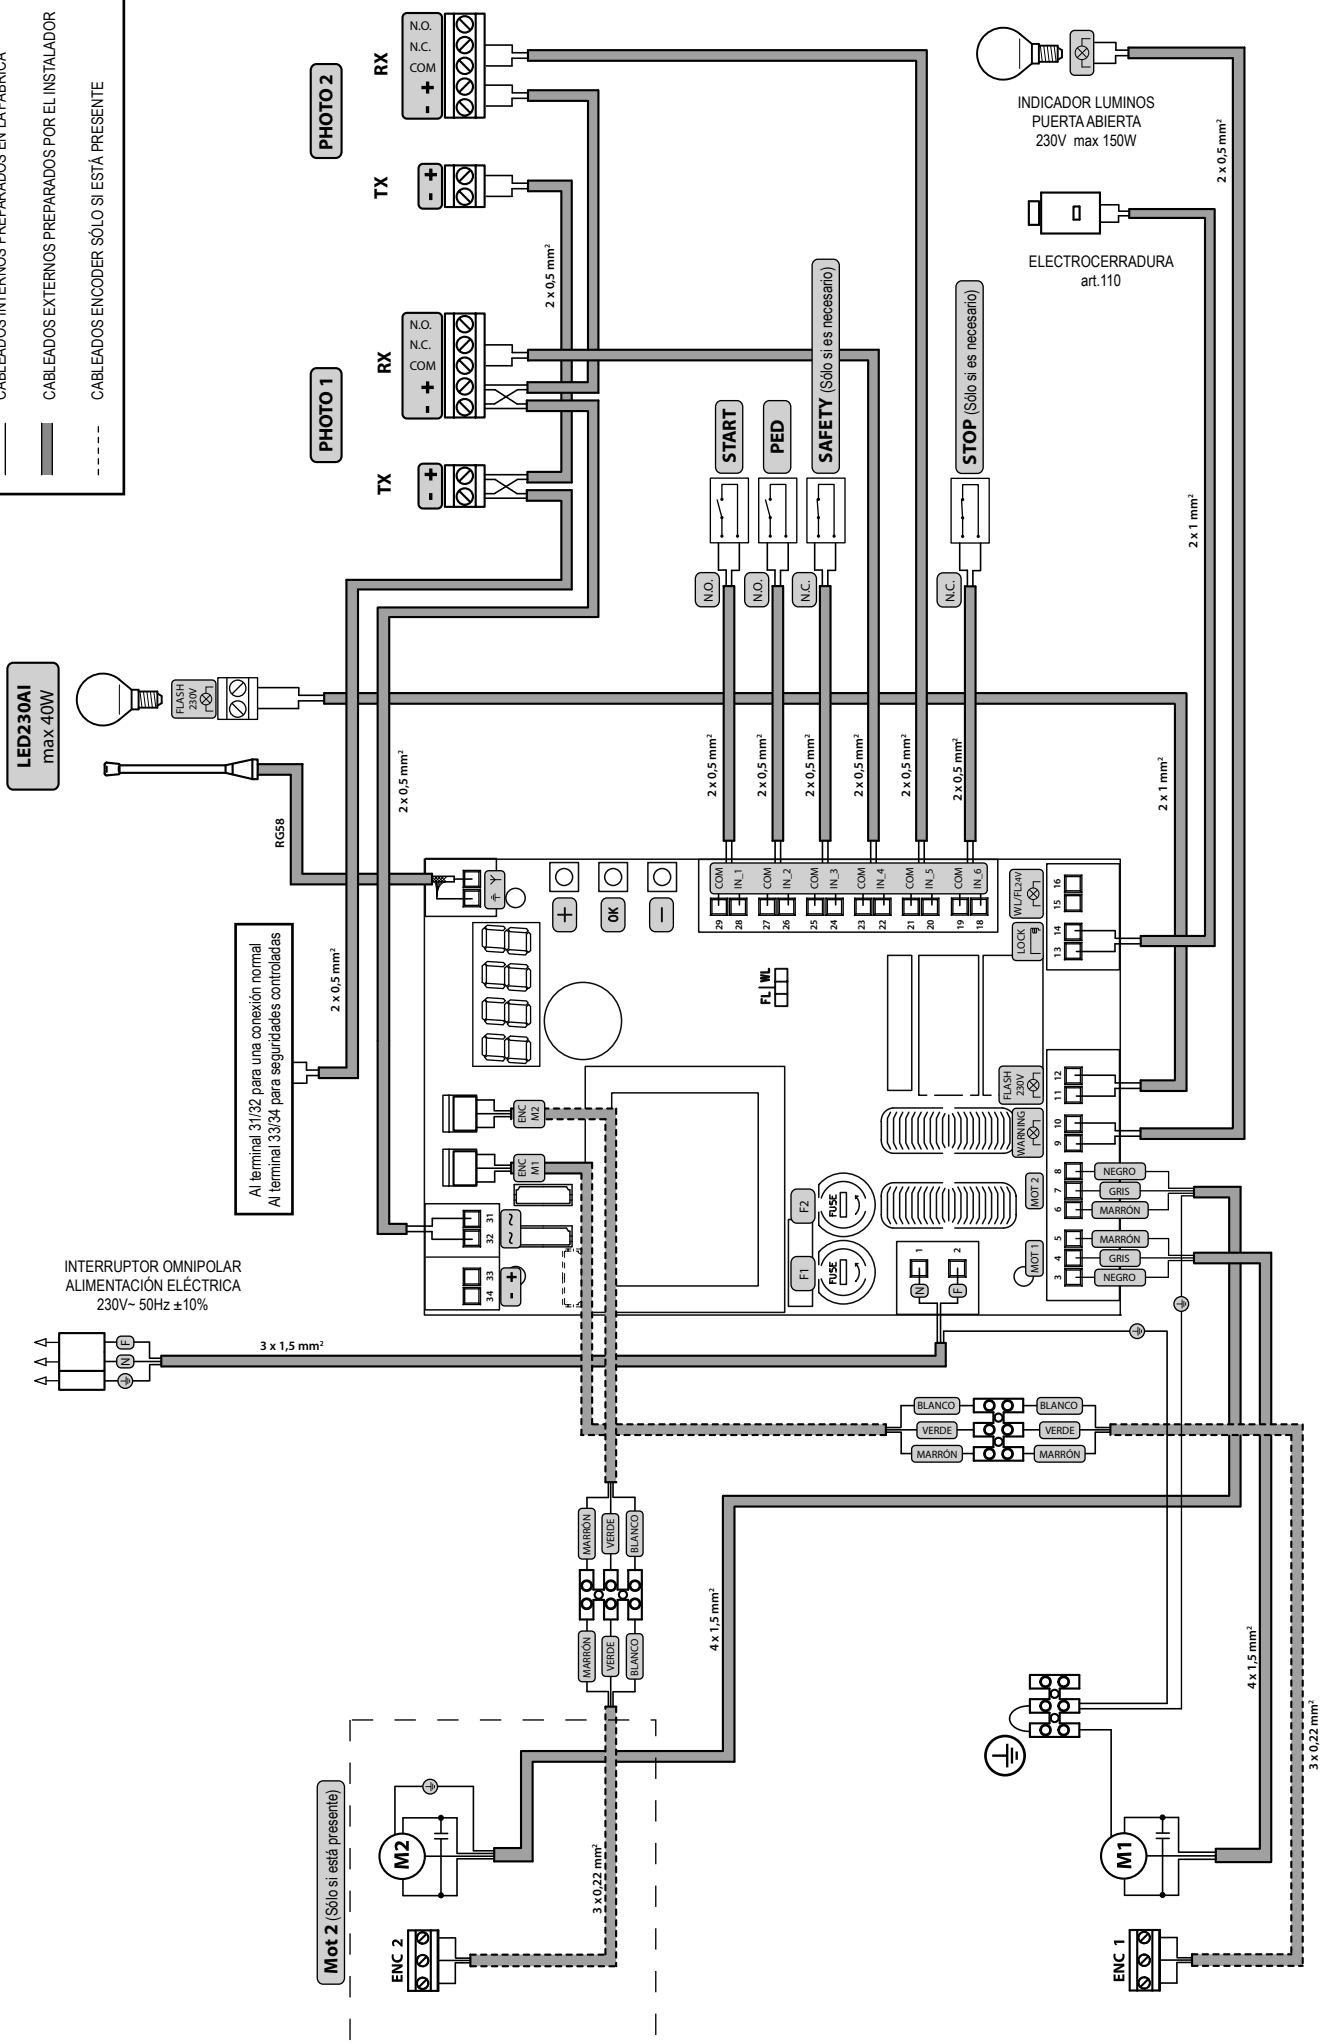 CABLEADOS INTERNOS PREPARADOS EN LA FÁBRICA
CABLEADOS EXTERNOS PREPARADOS POR EL INSTALADOR
CABLEADOS ENCODER SÓLO SI ESTÁ PRESENTE
LED230AI
max 40W
FLASH
230V
RG58
PHOTO 2
RX
N.O.
N.C.
COM
+
-
TX
- +
2 x 0,5 mm²
PHOTO 1
RX
N.O.
N.C.
COM
+
-
TX
- +
INDICADOR LUMINOS
PUERTA ABIERTA
230V max 150W
2 x 0,5 mm²
ELECTROCERRADURA
art.110
2 x 1 mm²
START
PED
SAFETY (Sólo si es necesario)
STOP (Sólo si es necesario)
N.O.
N.O.
N.C.
N.C.
2 x 0,5 mm²
2 x 0,5 mm²
2 x 0,5 mm²
2 x 0,5 mm²
2 x 0,5 mm²
2 x 0,5 mm²
2 x 0,5 mm²
2 x 1 mm²
2 x 0,5 mm²
Al terminal 31/32 para una conexión normal
Al terminal 33/34 para seguridades controladas
INTERRUPTOR OMNIPOLAR
ALIMENTACIÓN ELÉCTRICA
230V~ 50Hz ±10%
F
N
3 x 1,5 mm²
+
OK
-
COM
IN_1
COM
IN_2
COM
IN_3
COM
IN_4
COM
IN_5
COM
IN_6
29
28
27
26
25
24
23
22
21
20
19
18
FL WL
WL/FL24V
LOCK
16
15
14
13
ENC
M2
ENC
M1
31
32
~ ~
33
34
- +
F2
FUSE
F1
FUSE
1
2
N
F
FLASH
230V
WARNING
MOT 2
MOT 1
12
11
10
9
8
7
6
5
4
3
NEGRO
GRIS
MARRÓN
MARRÓN
GRIS
NEGRO
BLANCO
VERDE
MARRÓN
BLANCO
VERDE
MARRÓN
MARRÓN
VERDE
BLANCO
MARRÓN
VERDE
BLANCO
4 x 1,5 mm²
4 x 1,5 mm²
3 x 0,22 mm²
3 x 0,22 mm²
Mot 2 (Sólo si está presente)
M2
ENC 2
M1
ENC 1